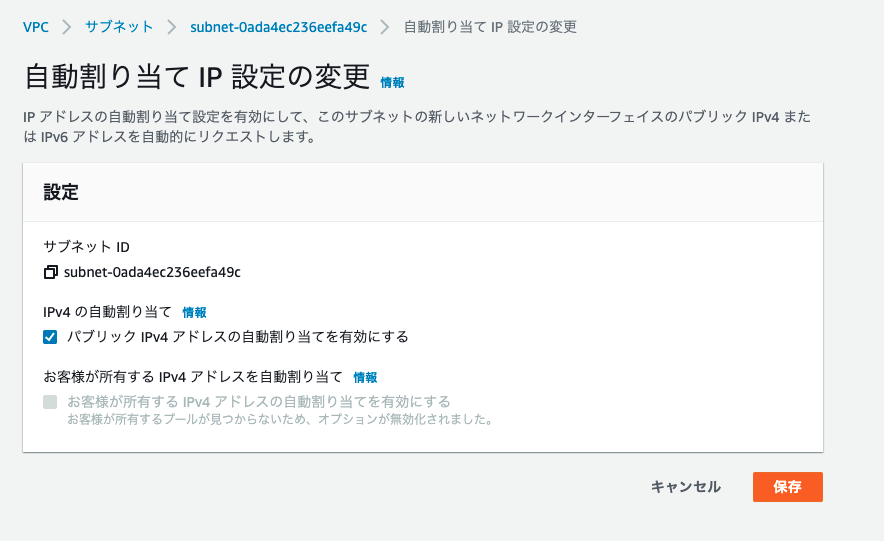 VPC > サブネット > subnet-0ada4ec236eefa49c > 自動割り当て IP 設定の変更
自動割り当て IP 設定の変更 情報
IP アドレスの自動割り当て設定を有効にして、このサブネットの新しいネットワークインターフェイスのパブリック IPv4 また
は IPv6 アドレスを自動的にリクエストします。
設定
サブネット ID
subnet-0ada4ec236eefa49c
IPv4 の自動割り当て 情報
パブリック IPv4 アドレスの自動割り当てを有効にする
お客様が所有する IPv4 アドレスを自動割り当て 情報
お客様が所有する IPv4 アドレスの自動割り当てを有効にする
お客様が所有するプールが見つからないため、オプションが無効化されました。
キャンセル 保存